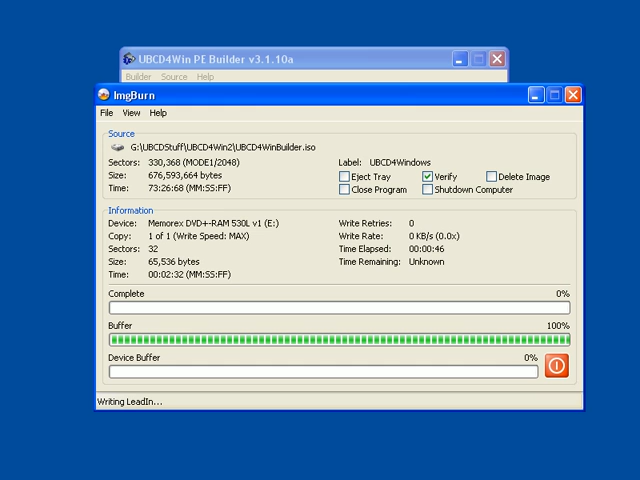 UBCD4Win PE Builder v3.1.10a
Builder Source Help
ImgBurn
File View Help
Source
G:\UBCDStuff\UBCD4Win2\UBCD4WinBuilder.iso
Sectors: 330,368 (MODE1/2048) Label: UBCD4Windows
Size: 676,593,664 bytes Eject Tray Verify Delete Image
Time: 73:26:68 (MM:SS:FF) Close Program Shutdown Computer
Information
Device: Memorex DVD+-RAM 530L v1 (E:) Write Retries: 0
Copy: 1 of 1 (Write Speed: MAX) Write Rate: 0 KB/s (0.0x)
Sectors: 32 Time Elapsed: 00:00:46
Size: 65,536 bytes Time Remaining: Unknown
Time: 00:02:32 (MM:SS:FF)
Complete 0%
Buffer 100%
Device Buffer 0%
Writing LeadIn...